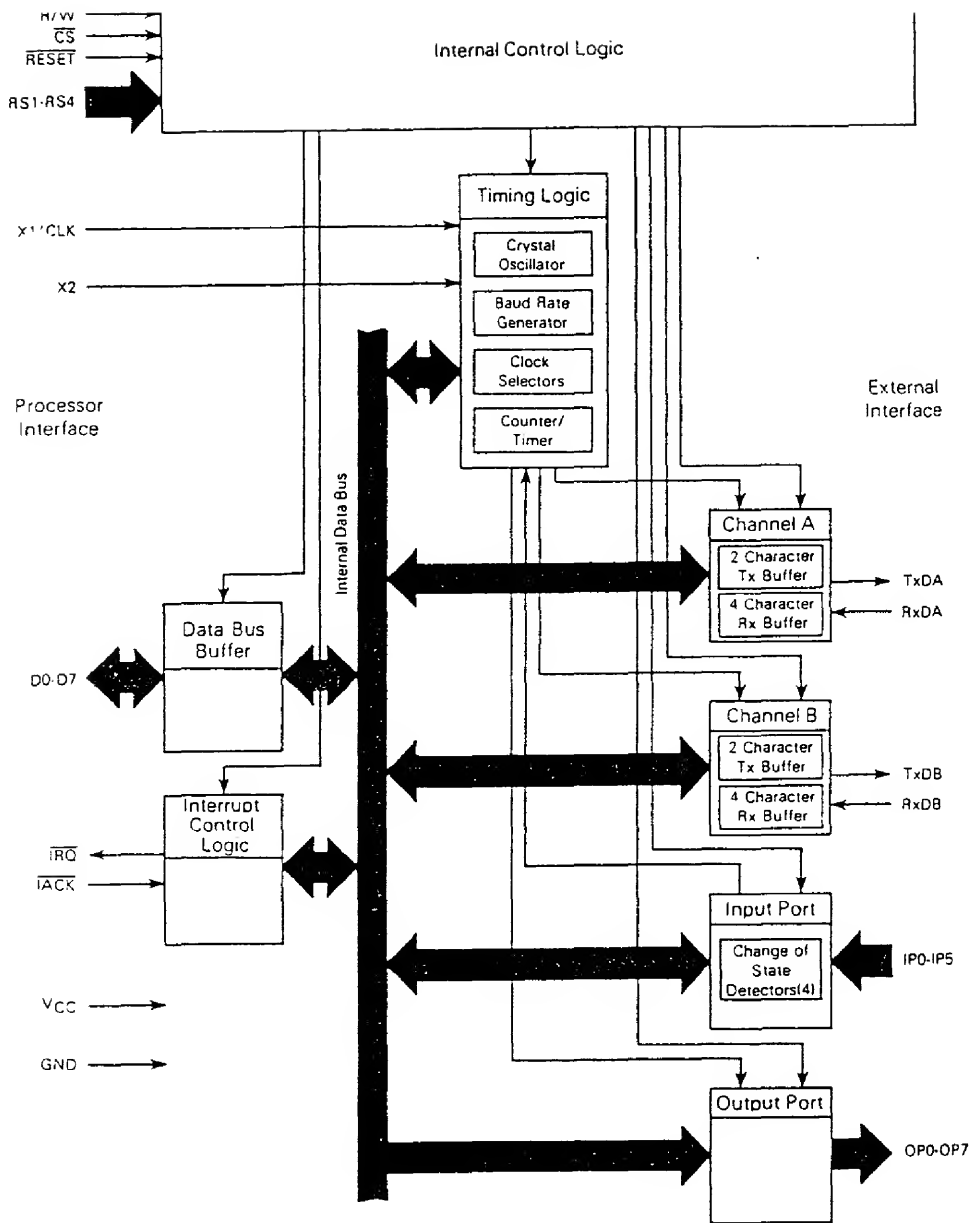 R/W
CS
RESET
RS1-RS4
Internal Control Logic
Timing Logic
X1/CLK
Crystal
Oscillator
X2
Baud Rate
Generator
Clock
Selectors
Counter/
Timer
Processor
Interface
External
Interface
Internal Data Bus
Channel A
2 Character
Tx Buffer
TxDA
4 Character
Rx Buffer
RxDA
Data Bus
Buffer
D0-D7
Channel B
2 Character
Tx Buffer
TxDB
4 Character
Rx Buffer
RxDB
Interrupt
Control
Logic
IRQ
IACK
Input Port
Change of
State
Detectors(4)
IP0-IP5
VCC
GND
Output Port
OP0-OP7